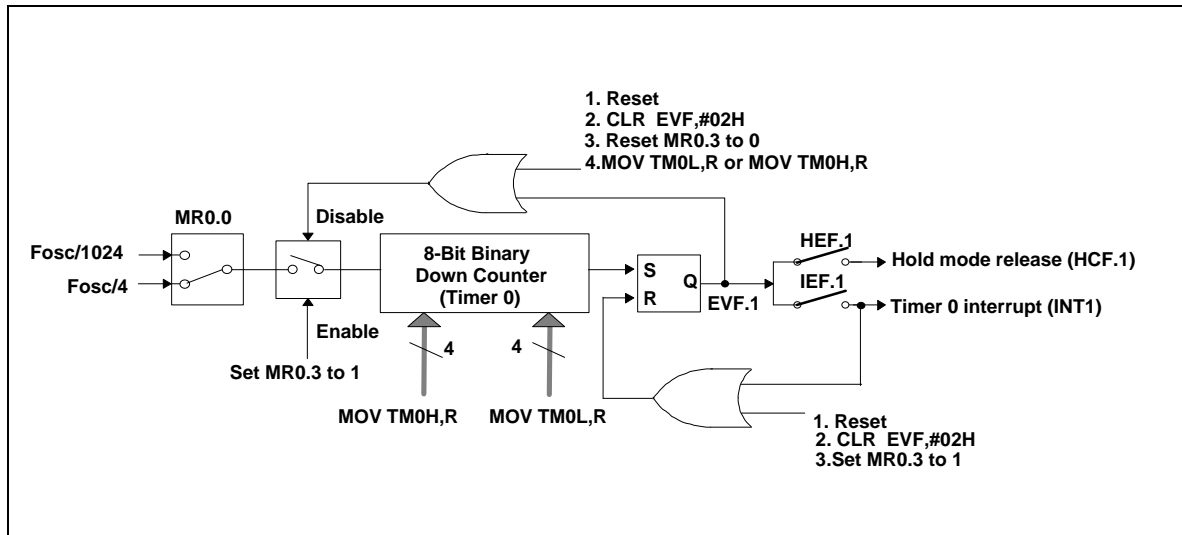 1. Reset
2. CLR EVF,#02H
3. Reset MR0.3 to 0
4.MOV TM0L,R or MOV TM0H,R
MR0.0
Disable
Fosc/1024
Fosc/4
8-Bit Binary
Down Counter
(Timer 0)
S
R
Q
EVF.1
HEF.1
Hold mode release (HCF.1)
IEF.1
Timer 0 interrupt (INT1)
Enable
Set MR0.3 to 1
4
4
MOV TM0H,R
MOV TM0L,R
1. Reset
2. CLR EVF,#02H
3.Set MR0.3 to 1